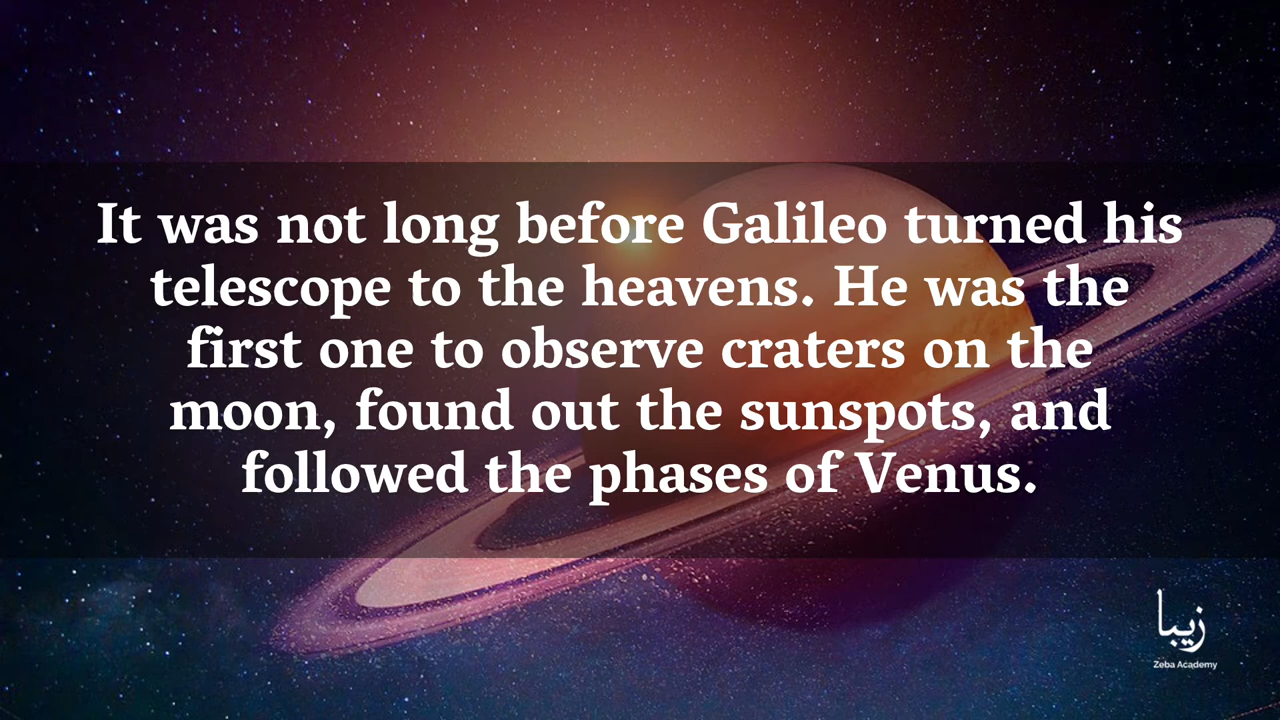 It was not long before Galileo turned his
telescope to the heavens. He was the
first one to observe craters on the
moon, found out the sunspots, and
followed the phases of Venus.
زیبا
Zeba Academy